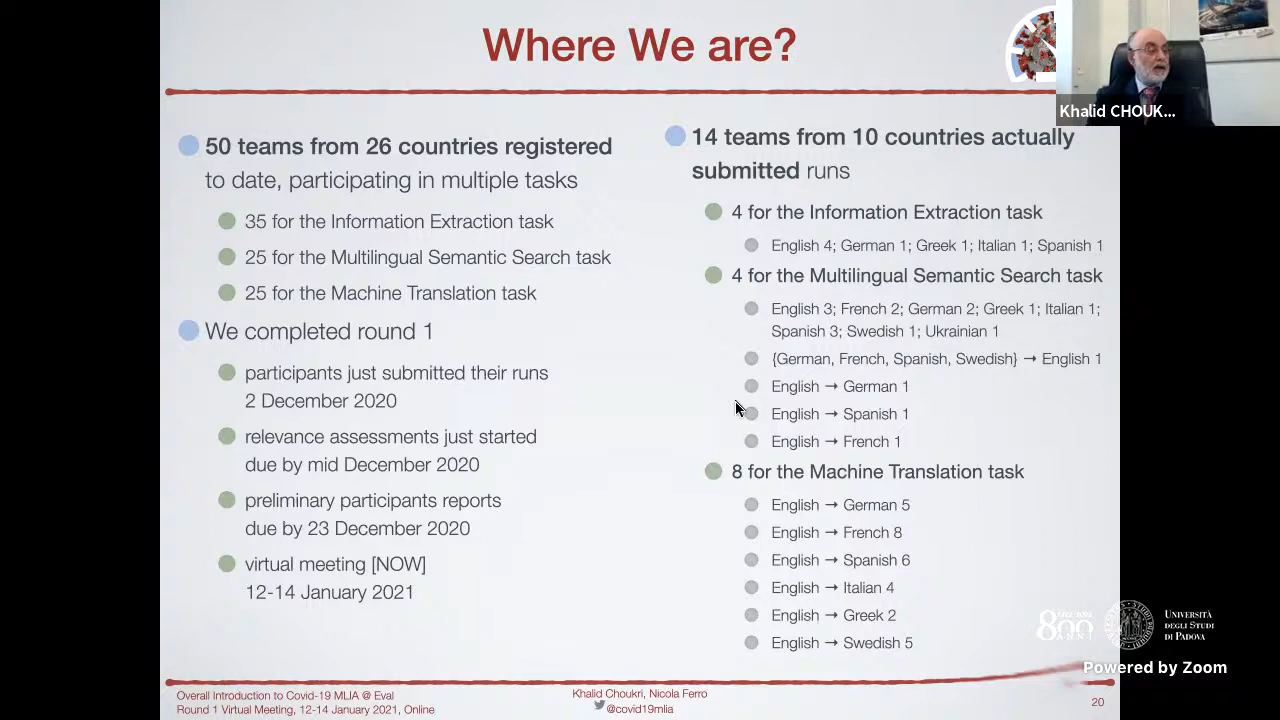 Where We are?
Khalid CHOUK...
50 teams from 26 countries registered
to date, participating in multiple tasks
35 for the Information Extraction task
25 for the Multilingual Semantic Search task
25 for the Machine Translation task
We completed round 1
participants just submitted their runs
2 December 2020
relevance assessments just started
due by mid December 2020
preliminary participants reports
due by 23 December 2020
virtual meeting [NOW]
12-14 January 2021
14 teams from 10 countries actually
submitted runs
4 for the Information Extraction task
English 4; German 1; Greek 1; Italian 1; Spanish 1
4 for the Multilingual Semantic Search task
English 3; French 2; German 2; Greek 1; Italian 1;
Spanish 3; Swedish 1; Ukrainian 1
{German, French, Spanish, Swedish} → English 1
English → German 1
English → Spanish 1
English → French 1
8 for the Machine Translation task
English → German 5
English → French 8
English → Spanish 6
English → Italian 4
English → Greek 2
English → Swedish 5
800
ANNI
Università
degli Studi
di Padova
Powered by Zoom
Overall Introduction to Covid-19 MLIA @ Eval
Round 1 Virtual Meeting, 12-14 January 2021, Online
Khalid Choukri, Nicola Ferro
@covid19mlia
20